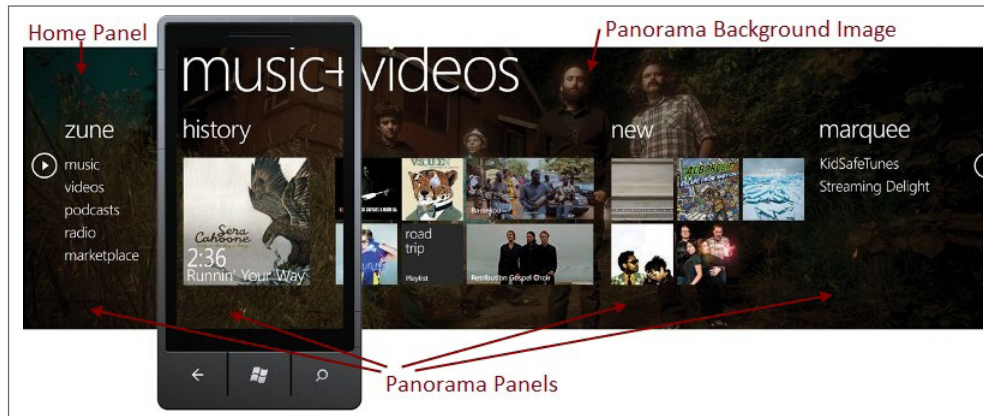 Home Panel
Panorama Background Image
music+videos
zune
history
new
marquee
music
videos
podcasts
radio
marketplace
KidSafeTunes
Streaming Delight
Sera
Cahoone
2:36
Runnin' Your Way
road
trip
Playlist
Retribution Gospel Choir
Panorama Panels